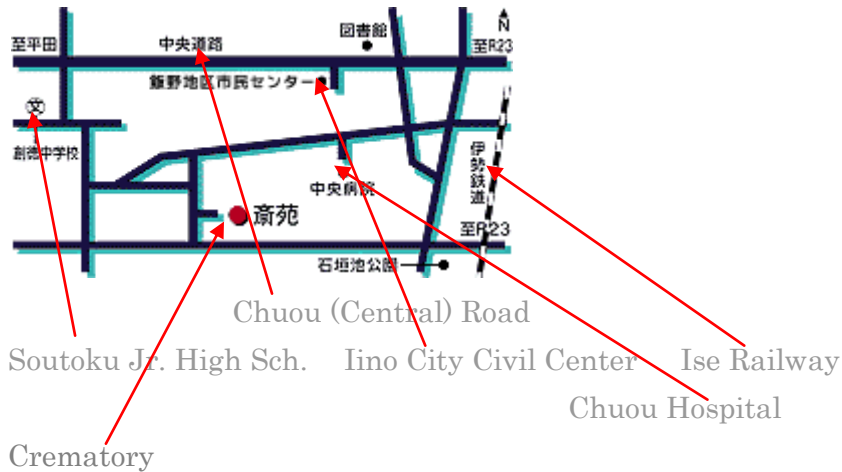 N
図書館
至平田
中央道路
至R23
飯野地区市民センター
文
創徳中学校
伊勢鉄道
中央病院
斎苑
至R23
石垣池公園
Chuou (Central) Road
Soutoku Jr. High Sch.
Iino City Civil Center
Ise Railway
Chuou Hospital
Crematory